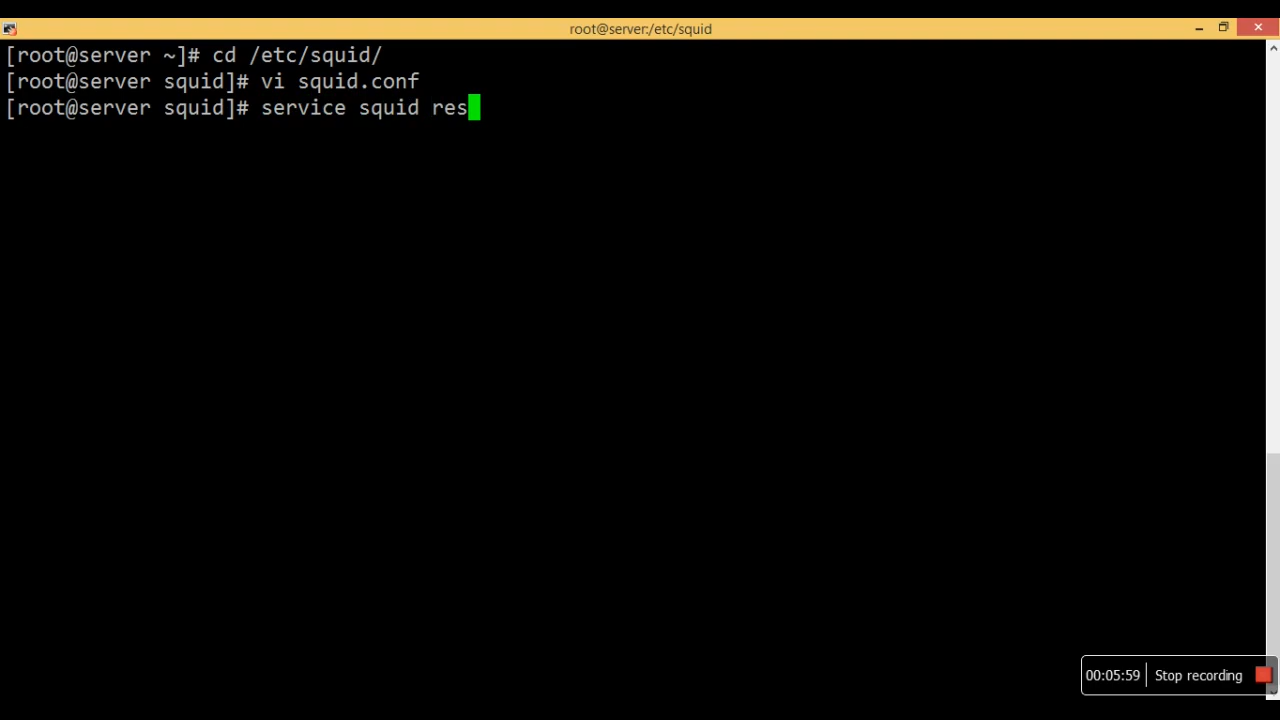 root@server:/etc/squid
[root@server ~]# cd /etc/squid/
[root@server squid]# vi squid.conf
[root@server squid]# service squid res
00:05:59 Stop recording